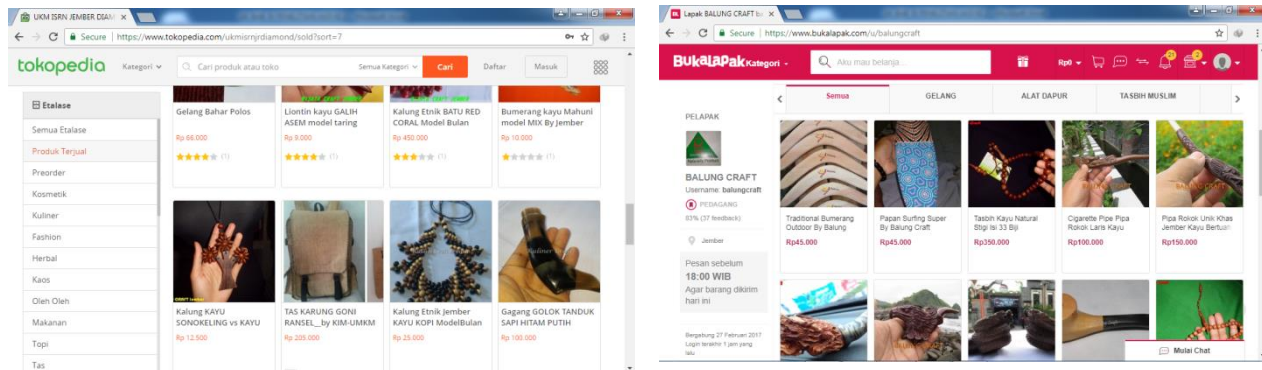 UKM ISRN JEMBER DIAM
Secure | https://www.tokopedia.com/ukmisrnjrdiamond/sold?sort=7
tokopedia
Kategori
Cari produk atau toko
Semua Kategori
Cari
Daftar
Masuk
Etalase
Semua Etalase
Produk Terjual
Preorder
Kosmetik
Kuliner
Fashion
Herbal
Kaos
Oleh Oleh
Makanan
Topi
Tas
Gelang Bahar Polos
Rp 66.000
(1)
Liontin kayu GALIH
ASEM model taring
Rp 9.000
(1)
Kalung Etnik BATU RED
CORAL Model Bulan
Rp 450.000
(1)
Bumerang kayu Mahuni
model MIX By Jember
Rp 10.000
(1)
Kalung KAYU
SONOKELING vs KAYU
Rp 12.500
TAS KARUNG GONI
RANSEL__by KIM-UMKM
Rp 205.000
Kalung Etnik Jember
KAYU KOPI ModelBulan
Rp 25.000
Gagang GOLOK TANDUK
SAPI HITAM PUTIH
Rp 100.000
Lapak BALUNG CRAFT bu
Secure | https://www.bukalapak.com/u/balungcraft
BukaLapak
Kategori
Aku mau belanja...
Rp0
21
2
Semua
GELANG
ALAT DAPUR
TASBIH MUSLIM
PELAPAK
BALUNG CRAFT
Username: balungcraft
PEDAGANG
83% (37 feedback)
Jember
Pesan sebelum
18:00 WIB
Agar barang dikirim
hari ini
Bergabung 27 Februari 2017
Login terakhir 1 jam yang
lalu
Traditional Bumerang
Outdoor By Balung
Rp45.000
Papan Surfing Super
By Balung Craft
Rp45.000
Tasbih Kayu Natural
Stigi Isi 33 Biji
Rp350.000
Cigarette Pipe Pipa
Rokok Laris Kayu
Rp100.000
Pipa Rokok Unik Khas
Jember Kayu Bertuah
Rp150.000
Mulai Chat